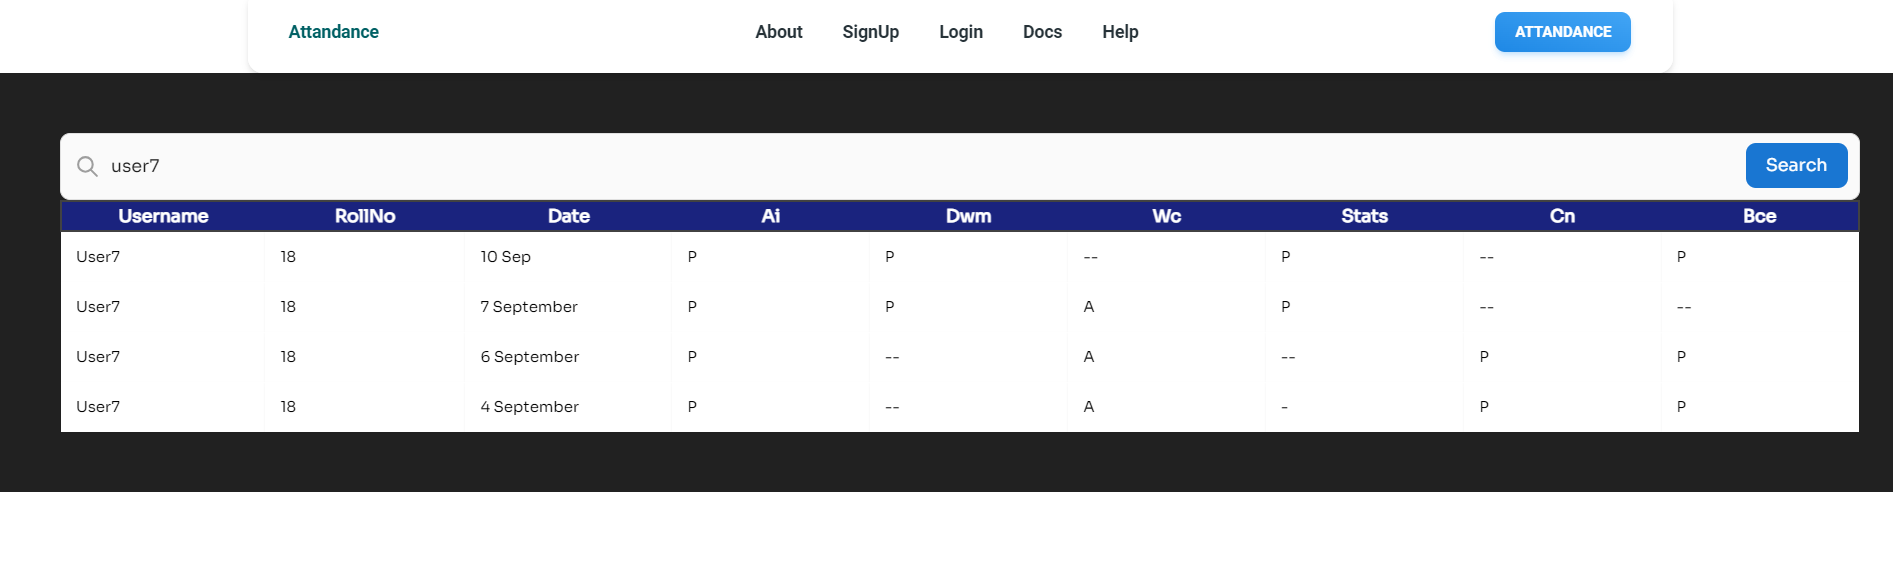 Attandance About SignUp Login Docs Help ATTANDANCE
user7 Search
Username RollNo Date Ai Dwm Wc Stats Cn Bce
User7 18 10 Sep P P -- P -- P
User7 18 7 September P P A P -- --
User7 18 6 September P -- A -- P P
User7 18 4 September P -- A - P P